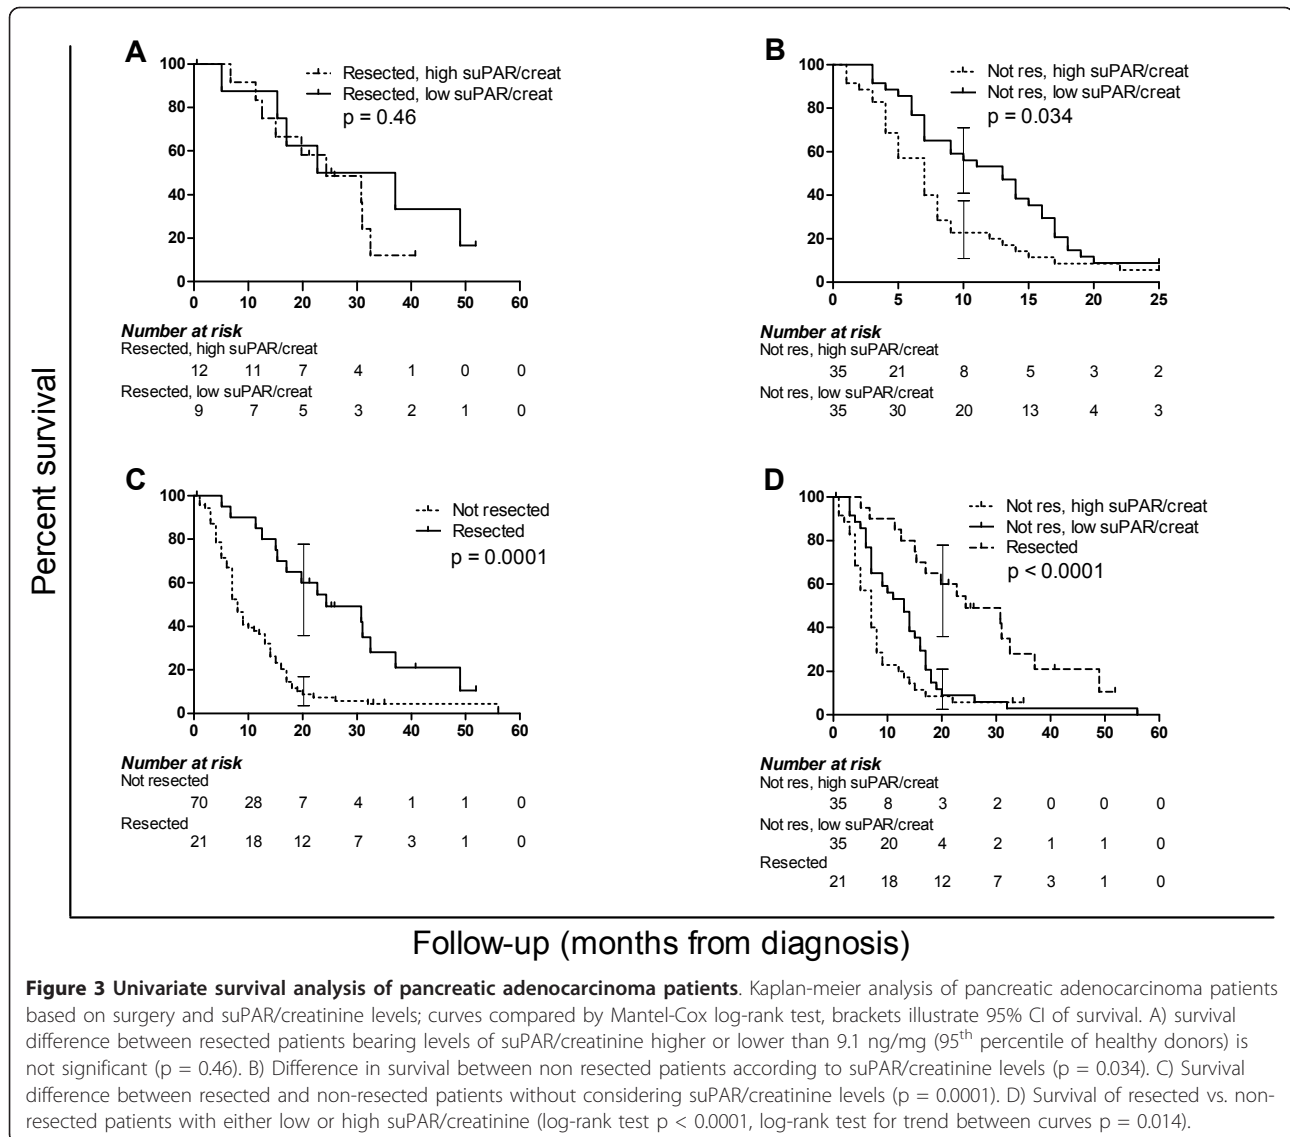 Percent survival
A
Resected, high suPAR/creat
Resected, low suPAR/creat
p = 0.46
100
80
60
40
20
0
0 10 20 30 40 50 60
Number at risk
Resected, high suPAR/creat
12 11 7 4 1 0 0
Resected, low suPAR/creat
9 7 5 3 2 1 0
B
Not res, high suPAR/creat
Not res, low suPAR/creat
p = 0.034
100
80
60
40
20
0
0 5 10 15 20 25
Number at risk
Not res, high suPAR/creat
35 21 8 5 3 2
Not res, low suPAR/creat
35 30 20 13 4 3
C
Not resected
Resected
p = 0.0001
100
80
60
40
20
0
0 10 20 30 40 50 60
Number at risk
Not resected
70 28 7 4 1 1 0
Resected
21 18 12 7 3 1 0
D
Not res, high suPAR/creat
Not res, low suPAR/creat
Resected
p < 0.0001
100
80
60
40
20
0
0 10 20 30 40 50 60
Number at risk
Not res, high suPAR/creat
35 8 3 2 0 0 0
Not res, low suPAR/creat
35 20 4 2 1 1 0
Resected
21 18 12 7 3 1 0
Follow-up (months from diagnosis)
Figure 3 Univariate survival analysis of pancreatic adenocarcinoma patients. Kaplan-meier analysis of pancreatic adenocarcinoma patients
based on surgery and suPAR/creatinine levels; curves compared by Mantel-Cox log-rank test, brackets illustrate 95% CI of survival. A) survival
difference between resected patients bearing levels of suPAR/creatinine higher or lower than 9.1 ng/mg (95th percentile of healthy donors) is
not significant (p = 0.46). B) Difference in survival between non resected patients according to suPAR/creatinine levels (p = 0.034). C) Survival
difference between resected and non-resected patients without considering suPAR/creatinine levels (p = 0.0001). D) Survival of resected vs. non-
resected patients with either low or high suPAR/creatinine (log-rank test p < 0.0001, log-rank test for trend between curves p = 0.014).